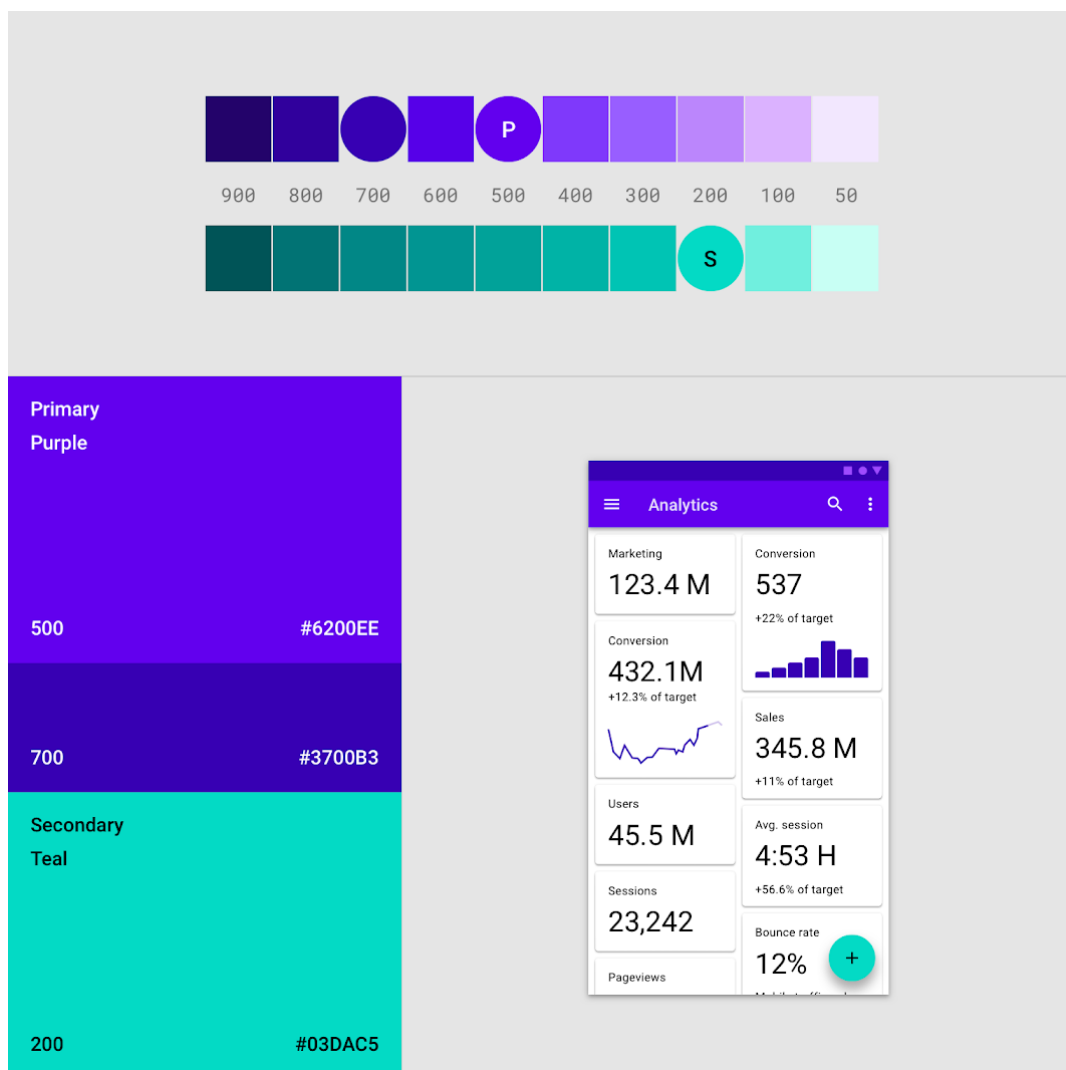 P
900 800 700 600 500 400 300 200 100 50
S
Primary
Purple
500 #6200EE
700 #3700B3
Secondary
Teal
200 #03DAC5
Analytics
Marketing
123.4 M
Conversion
432.1M
+12.3% of target
Users
45.5 M
Sessions
23,242
Pageviews
Conversion
537
+22% of target
Sales
345.8 M
+11% of target
Avg. session
4:53 H
+56.6% of target
Bounce rate
12%
+